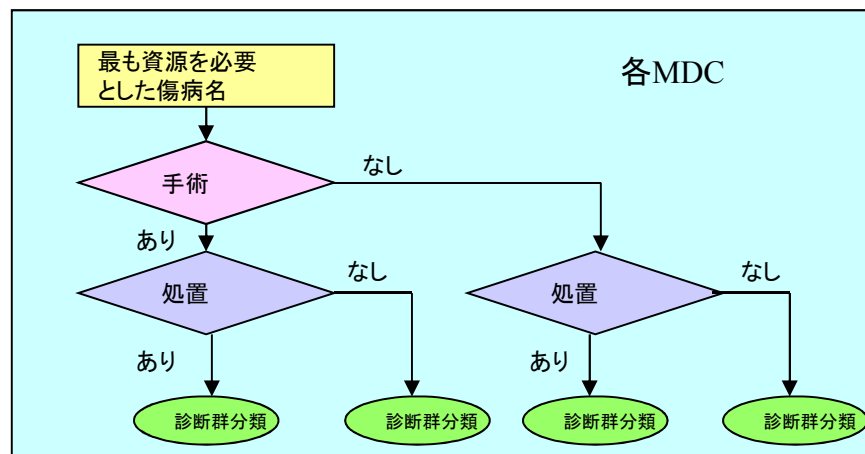 最も資源を必要
とした傷病名
各MDC
手術
なし
あり
処置
なし
処置
なし
あり
あり
診断群分類
診断群分類
診断群分類
診断群分類